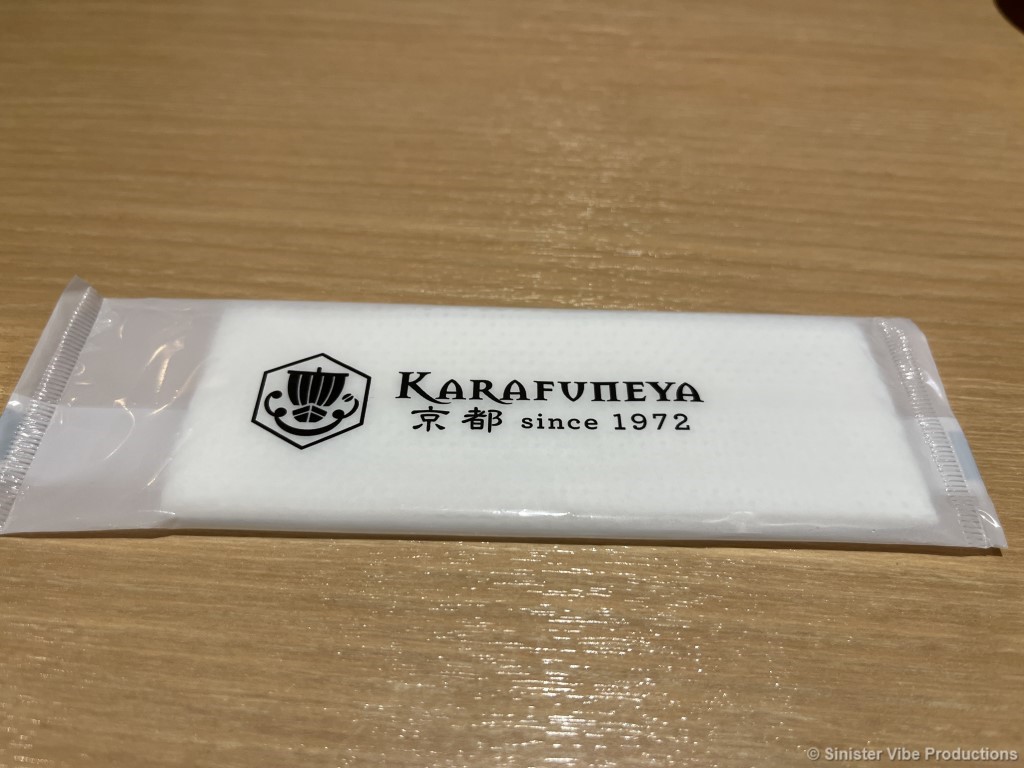 KARAFUNEYA
京都 since 1972
© Sinister Vibe Productions